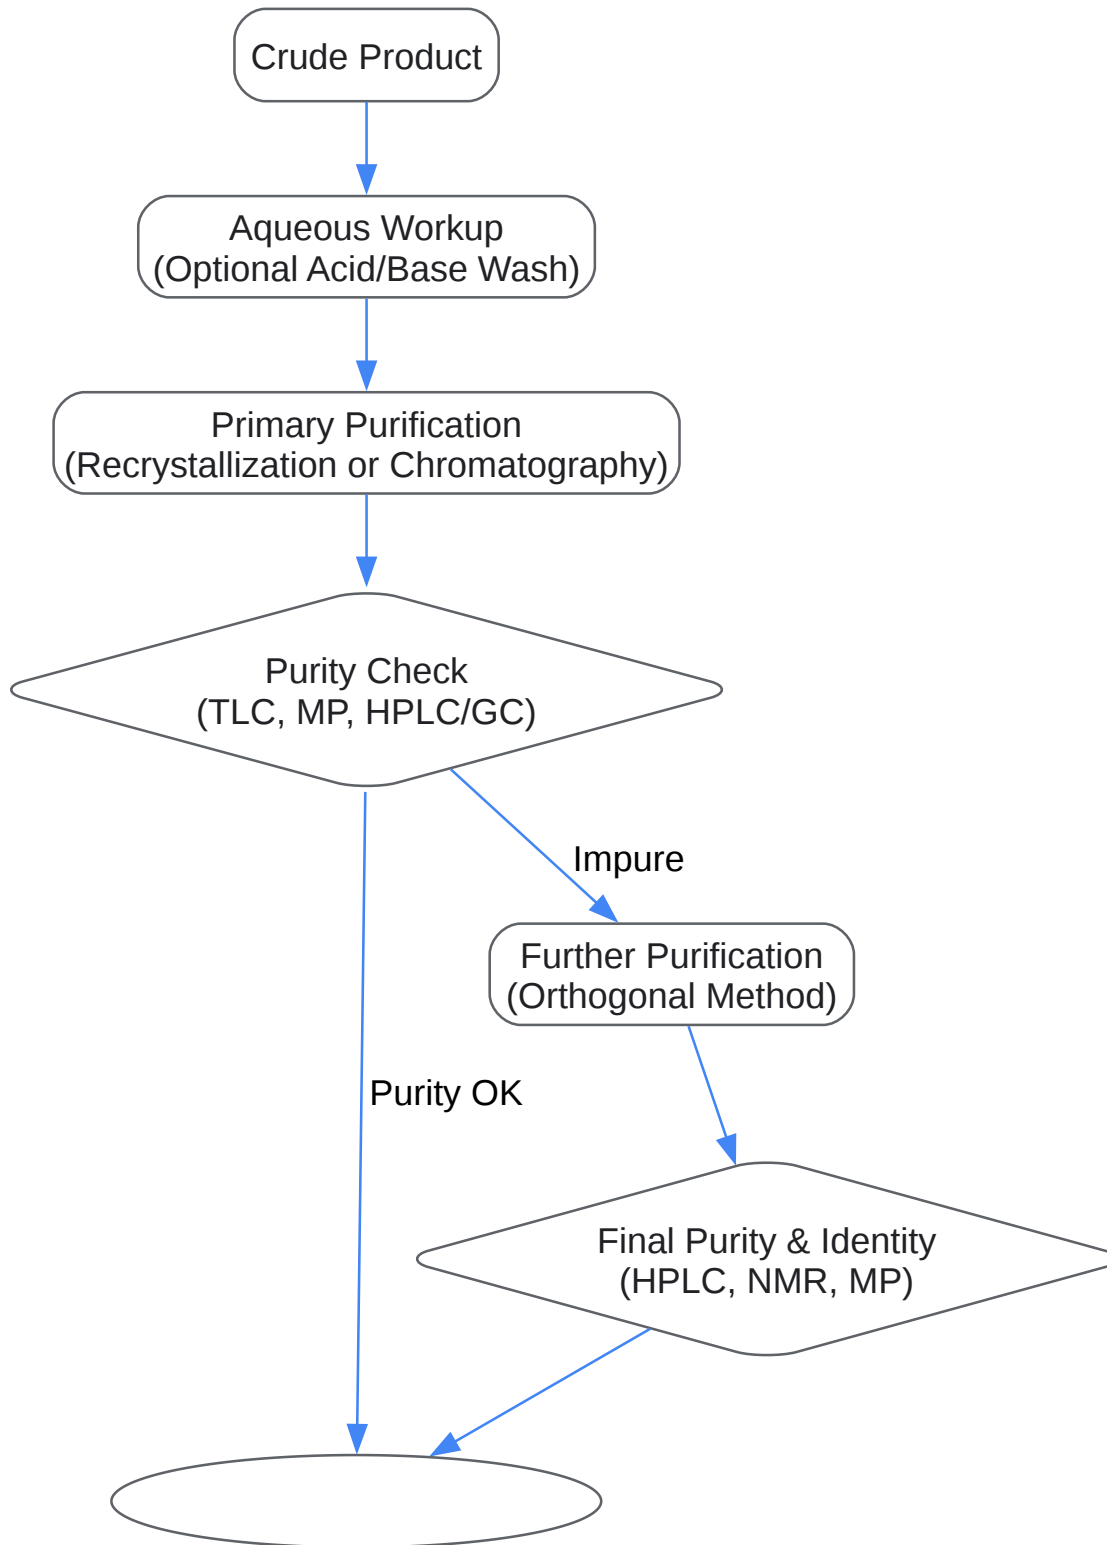 Crude Product
Aqueous Workup
(Optional Acid/Base Wash)
Primary Purification
(Recrystallization or Chromatography)
Purity Check
(TLC, MP, HPLC/GC)
Impure
Further Purification
(Orthogonal Method)
Purity OK
Final Purity & Identity
(HPLC, NMR, MP)